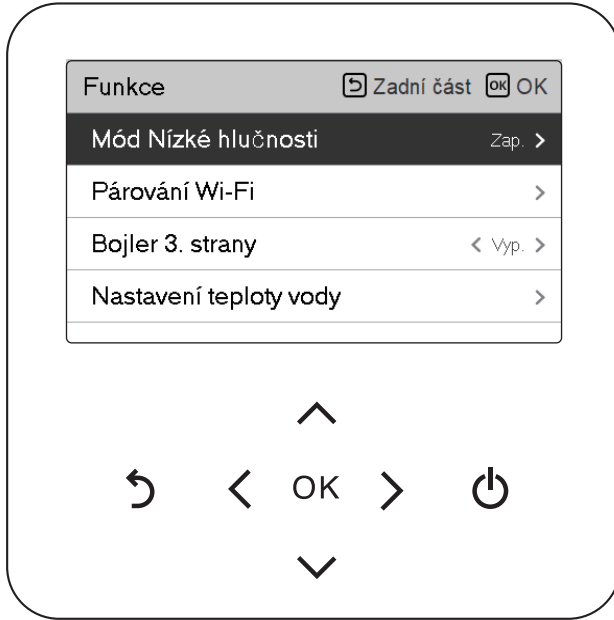 Funkce Zadní část OK OK
Mód Nízké hlučnosti Zap. >
Párování Wi-Fi >
Bojler 3. strany < Vyp. >
Nastavení teploty vody >
OK